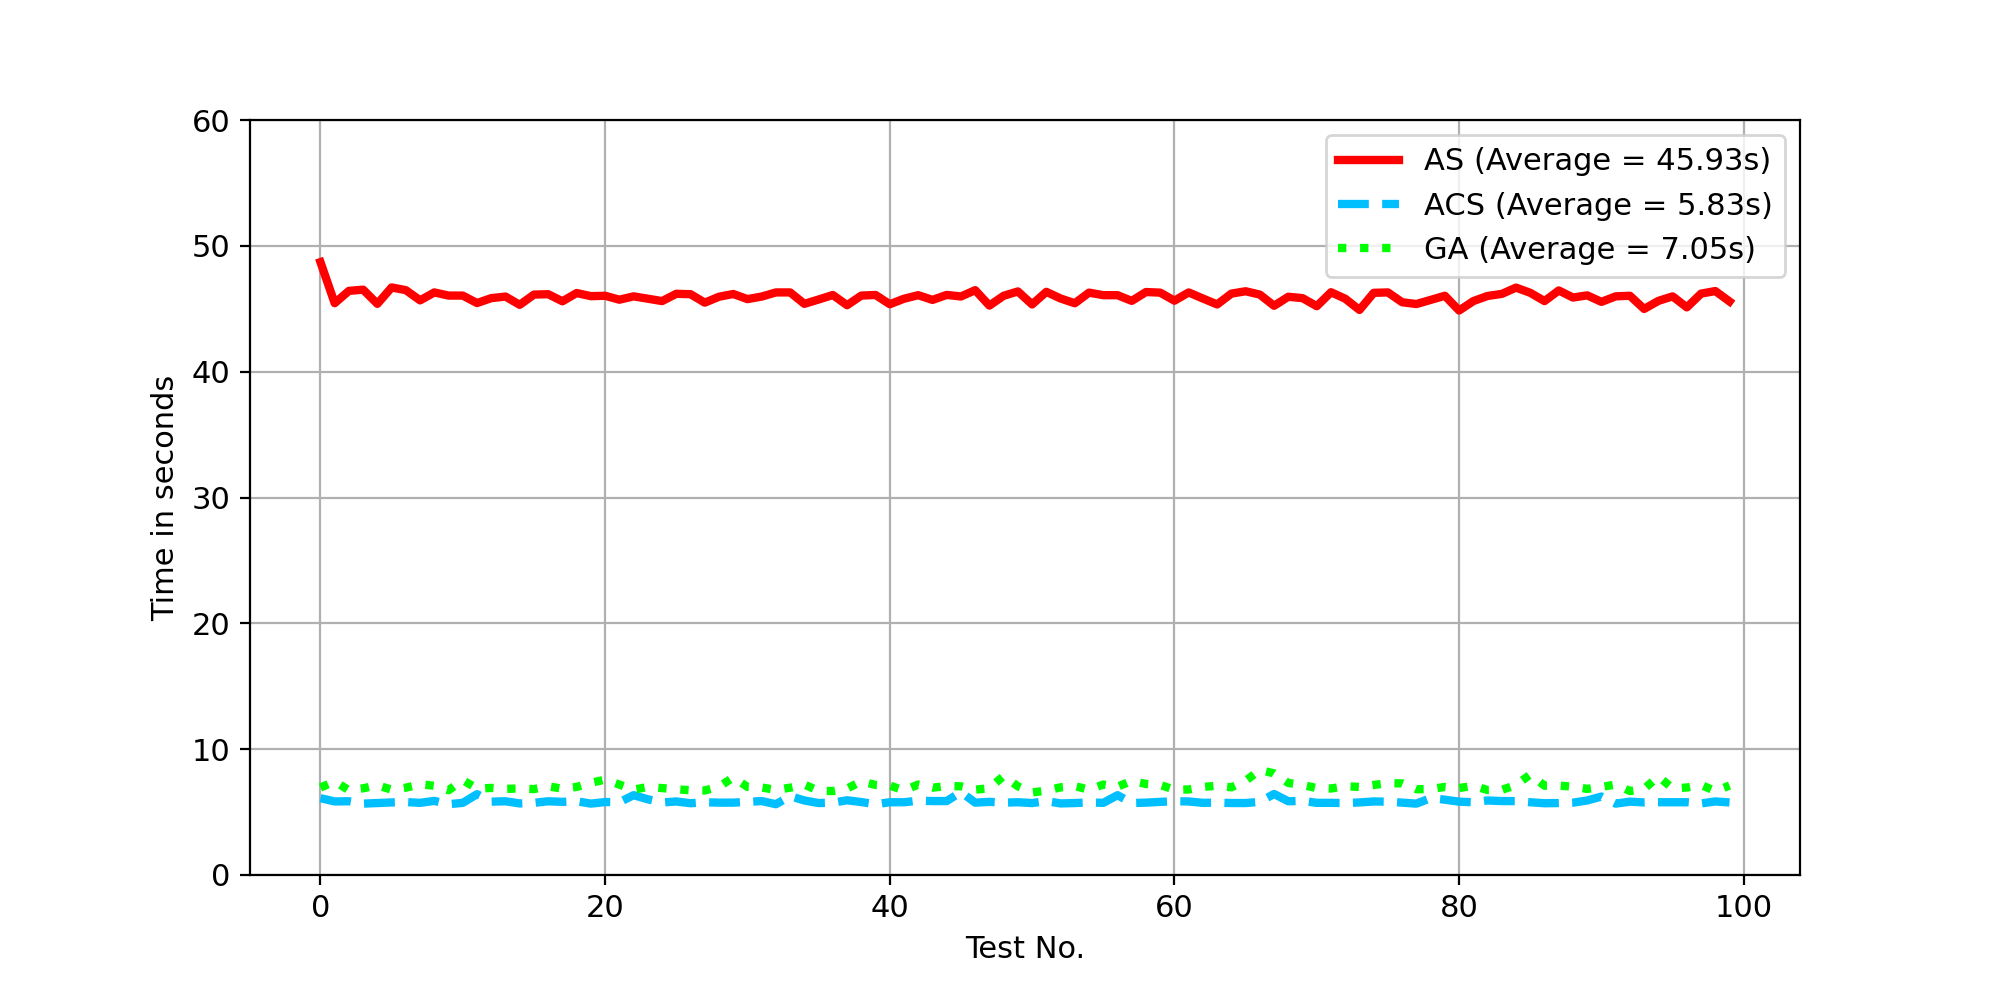 60
50
40
30
20
10
0
Time in seconds
AS (Average = 45.93s)
ACS (Average = 5.83s)
GA (Average = 7.05s)
0 20 40 60 80 100
Test No.